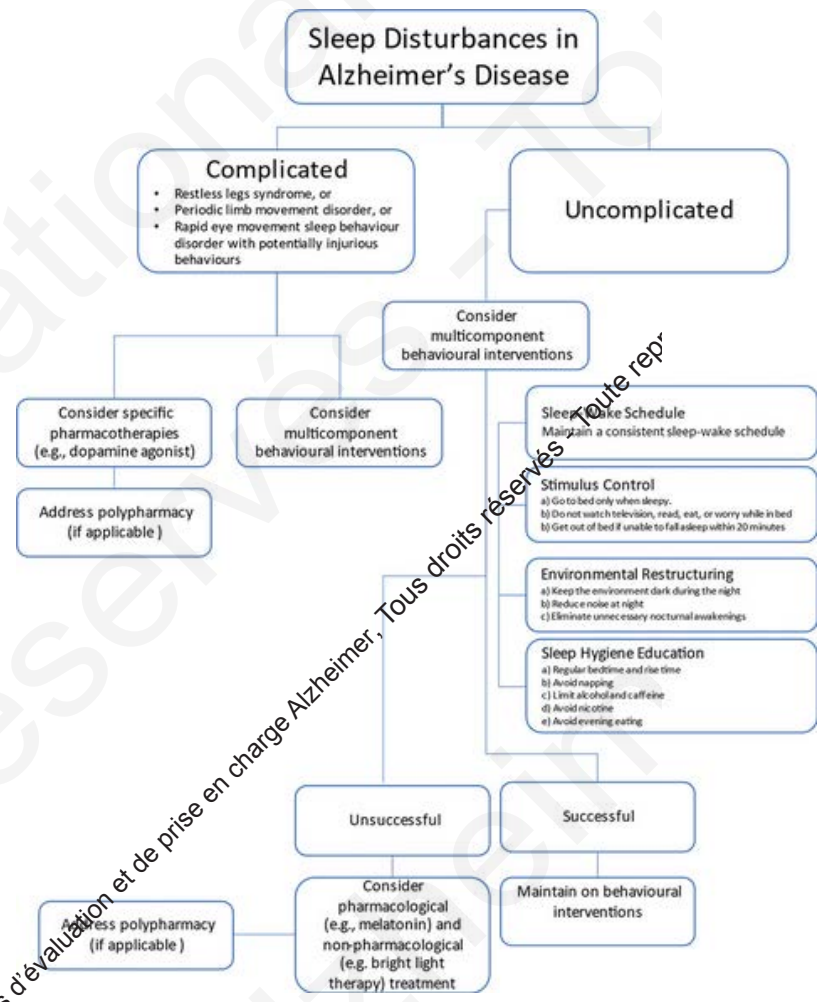 Sleep Disturbances in
Alzheimer's Disease
Complicated
• Restless legs syndrome, or
• Periodic limb movement disorder, or
• Rapid eye movement sleep behaviour
disorder with potentially injurious
behaviours
Uncomplicated
Consider
multicomponent
behavioural interventions
Consider specific
pharmacotherapies
(e.g., dopamine agonist)
Consider
multicomponent
behavioural interventions
Address polypharmacy
(if applicable )
Sleep-Wake Schedule
Maintain a consistent sleep-wake schedule
Stimulus Control
a) Go to bed only when sleepy.
b) Do not watch television, read, eat, or worry while in bed
b) Get out of bed if unable to fall asleep within 20 minutes
Environmental Restructuring
a) Keep the environment dark during the night
b) Reduce noise at night
c) Eliminate unnecessary nocturnal awakenings
Sleep Hygiene Education
a) Regular bedtime and rise time
b) Avoid napping
c) Limit alcohol and caffeine
d) Avoid nicotine
e) Avoid evening eating
Unsuccessful
Successful
Consider
pharmacological
(e.g., melatonin) and
non-pharmacological
(e.g. bright light
therapy) treatment
Maintain on behavioural
interventions
Address polypharmacy
(if applicable )
s d'évaluation et de prise en charge Alzheimer, Tous droits réservés - Toute repr